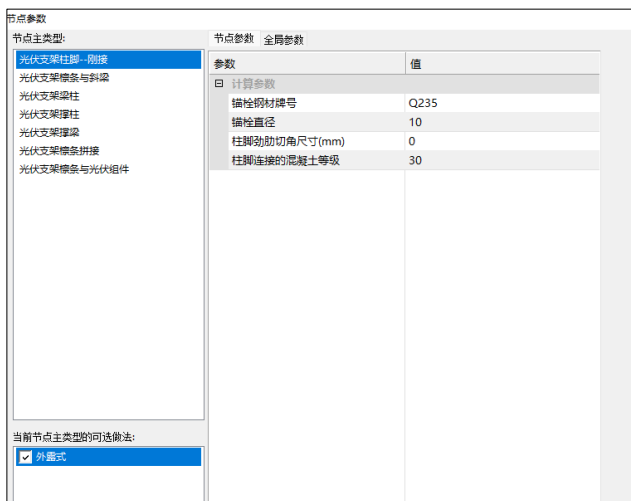 节点参数
节点主类型:
光伏支架柱脚--刚接
光伏支架檩条与斜梁
光伏支架梁柱
光伏支架撑柱
光伏支架撑梁
光伏支架檩条拼接
光伏支架檩条与光伏组件
当前节点主类型的可选做法:
外露式
节点参数 全局参数
参数 值
计算参数
锚栓钢材牌号 Q235
锚栓直径 10
柱脚劲肋切角尺寸(mm) 0
柱脚连接的混凝土等级 30